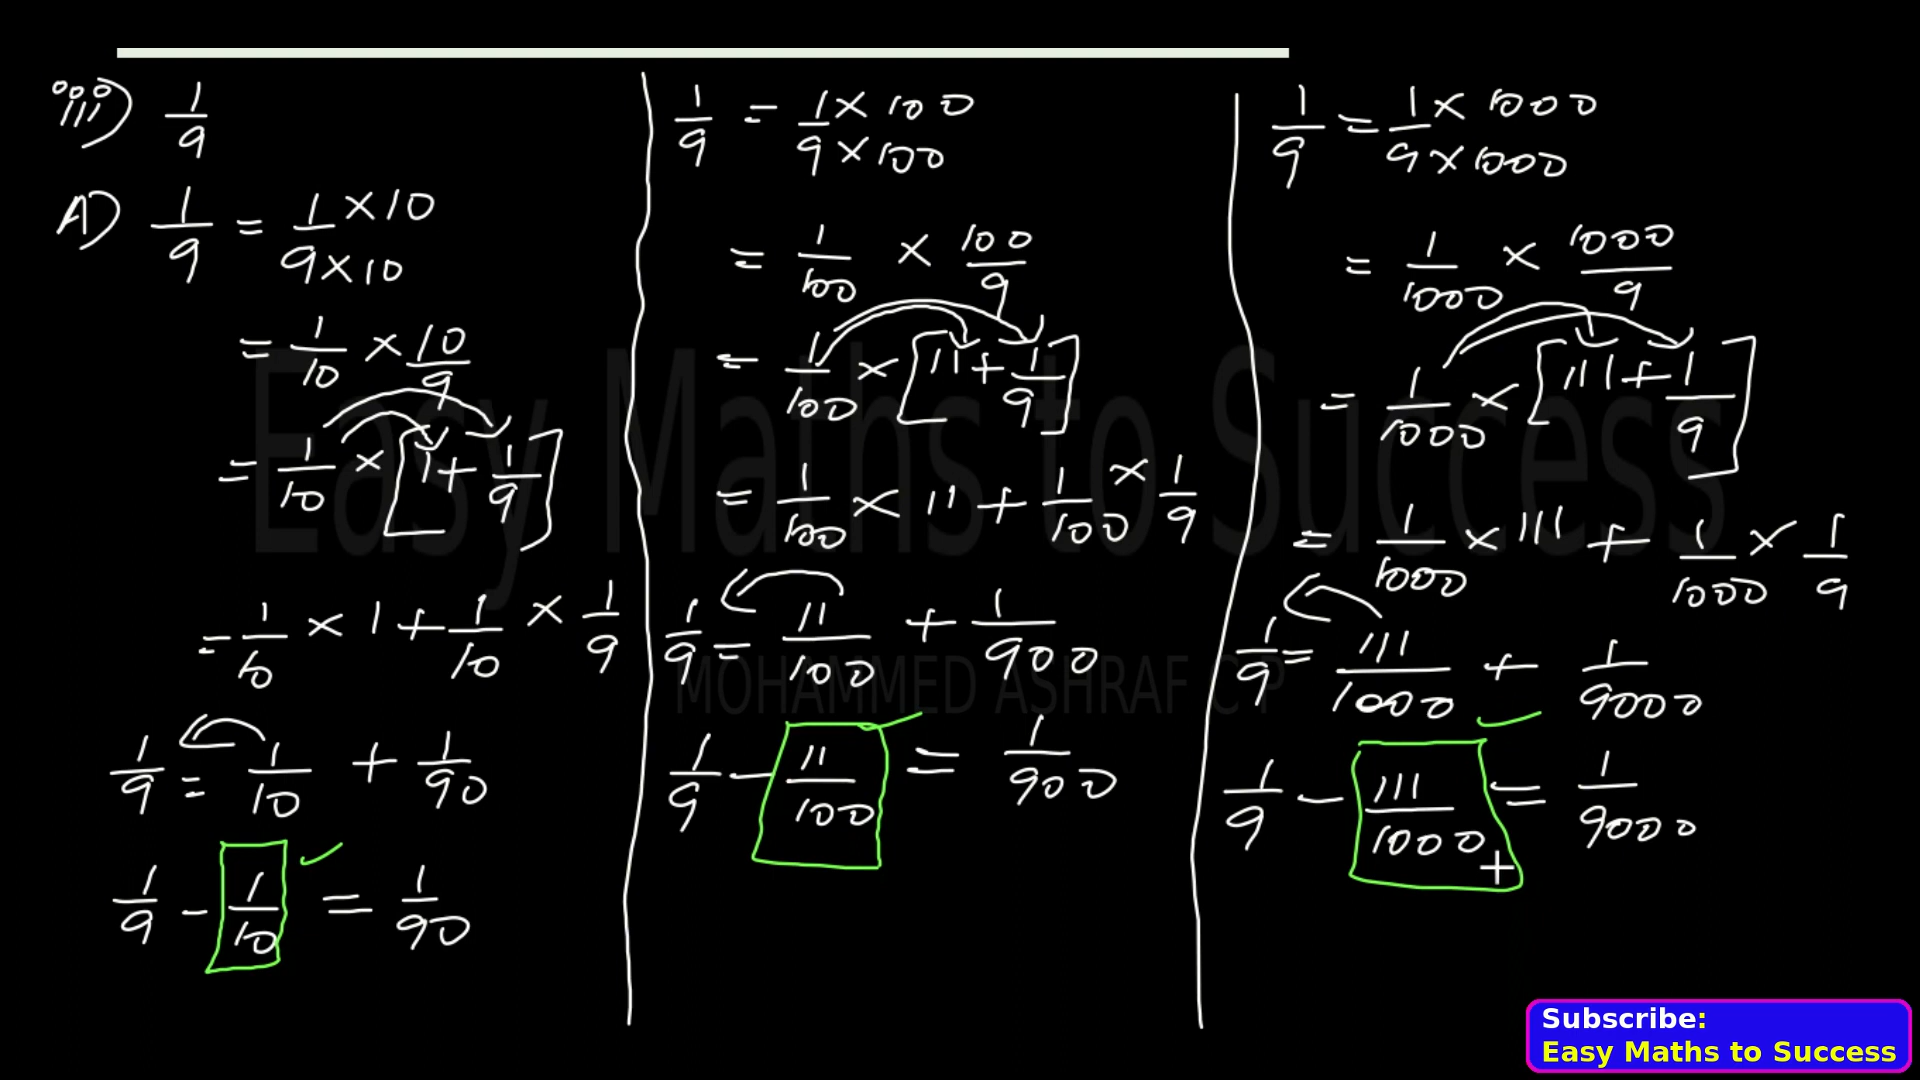 iii) 1/9
A) 1/9 = 1×10/9×10
= 1/10 × 10/9
= 1/10 × [1 + 1/9]
= 1/10 × 1 + 1/10 × 1/9
1/9 = 1/10 + 1/90
1/9 - 1/10 = 1/90
1/9 = 1×100/9×100
= 1/100 × 100/9
= 1/100 × [11 + 1/9]
= 1/100 × 11 + 1/100 × 1/9
1/9 = 11/100 + 1/900
1/9 - 11/100 = 1/900
1/9 = 1×1000/9×1000
= 1/1000 × 1000/9
= 1/1000 × [111 + 1/9]
= 1/1000 × 111 + 1/1000 × 1/9
1/9 = 111/1000 + 1/9000
1/9 - 111/1000 = 1/9000
Easy Maths to Success
MOHAMMED ASHRAF C P
Subscribe:
Easy Maths to Success